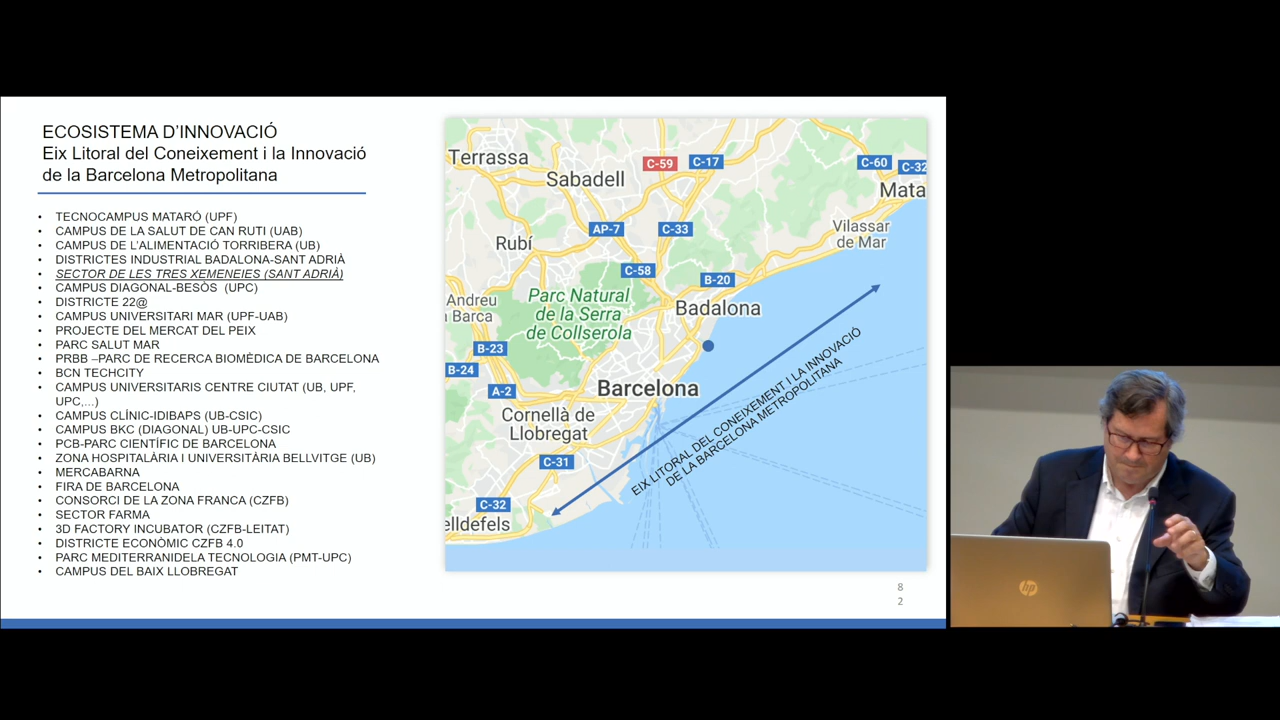 ECOSISTEMA D'INNOVACIÓ
Eix Litoral del Coneixement i la Innovació
de la Barcelona Metropolitana
• TECNOCAMPUS MATARÓ (UPF)
• CAMPUS DE LA SALUT DE CAN RUTI (UAB)
• CAMPUS DE L'ALIMENTACIÓ TORRIBERA (UB)
• DISTRICTES INDUSTRIAL BADALONA-SANT ADRIÀ
• SECTOR DE LES TRES XEMENEIES (SANT ADRIÀ)
• CAMPUS DIAGONAL-BESÒS (UPC)
• DISTRICTE 22@
• CAMPUS UNIVERSITARI MAR (UPF-UAB)
• PROJECTE DEL MERCAT DEL PEIX
• PARC SALUT MAR
• PRBB –PARC DE RECERCA BIOMÈDICA DE BARCELONA
• BCN TECHCITY
• CAMPUS UNIVERSITARIS CENTRE CIUTAT (UB, UPF,
UPC,...)
• CAMPUS CLÍNIC-IDIBAPS (UB-CSIC)
• CAMPUS BKC (DIAGONAL) UB-UPC-CSIC
• PCB-PARC CIENTÍFIC DE BARCELONA
• ZONA HOSPITALÀRIA I UNIVERSITÀRIA BELLVITGE (UB)
• MERCABARNA
• FIRA DE BARCELONA
• CONSORCI DE LA ZONA FRANCA (CZFB)
• SECTOR FARMA
• 3D FACTORY INCUBATOR (CZFB-LEITAT)
• DISTRICTE ECONÒMIC CZFB 4.0
• PARC MEDITERRANIDELA TECNOLOGIA (PMT-UPC)
• CAMPUS DEL BAIX LLOBREGAT
Terrassa
C-59
C-17
C-60
C-32
Sabadell
Mata
AP-7
C-33
Vilassar
de Mar
Rubí
C-58
B-20
Andreu
a Barca
Parc Natural
de la Serra
de Collserola
Badalona
B-23
B-24
A-2
Barcelona
Cornellà de
Llobregat
C-31
C-32
elldefels
EIX LITORAL DEL CONEIXEMENT I LA INNOVACIÓ
DE LA BARCELONA METROPOLITANA
8
2
hp